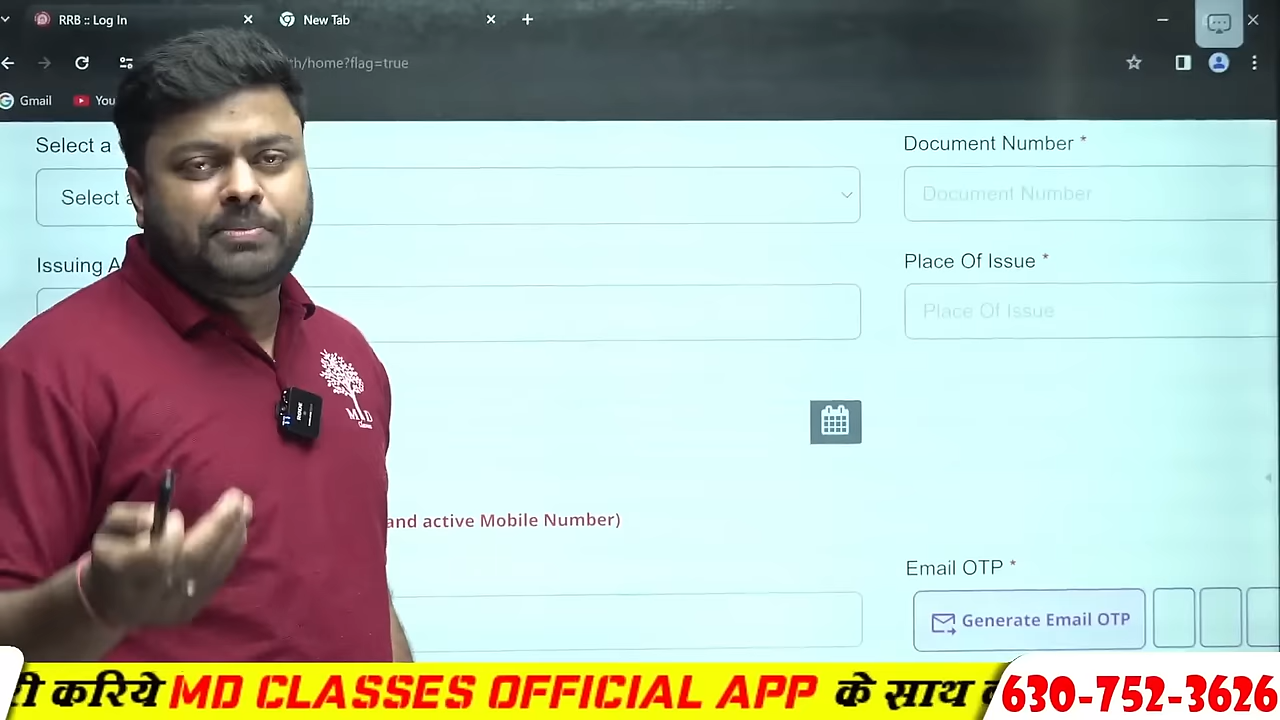 RRB :: Log In
New Tab
th/home?flag=true
Gmail
You
Select a
Document Number *
Select a
Document Number
Issuing A
Place Of Issue *
Place Of Issue
MD
Classes
RODE
and active Mobile Number)
Email OTP *
Generate Email OTP
री करिये MD CLASSES OFFICIAL APP के साथ
630-752-3626